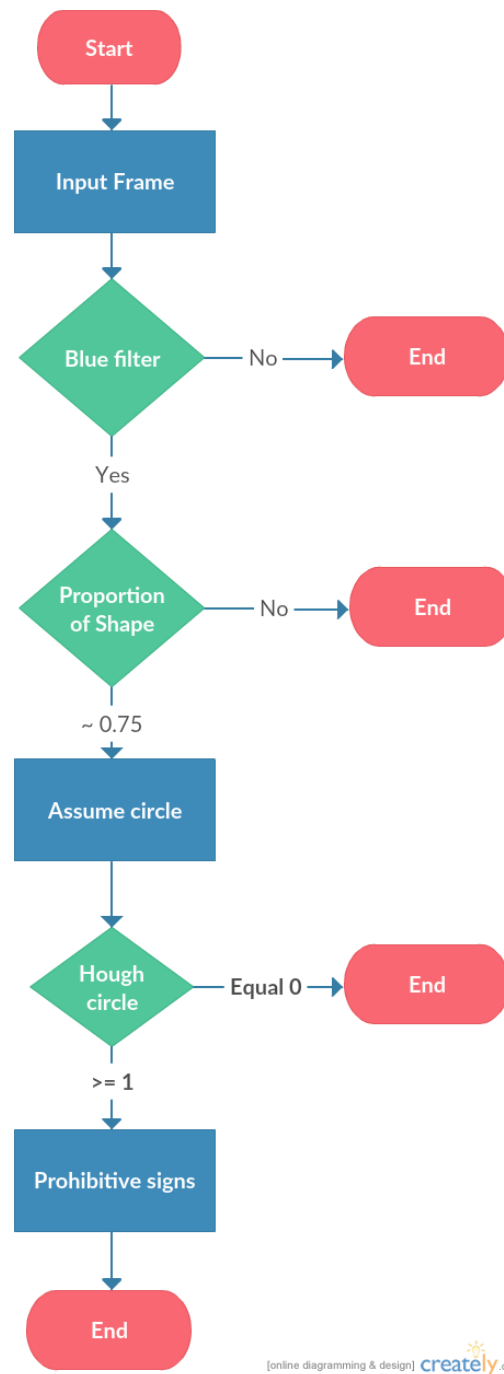 Start
Input Frame
Blue filter
No
End
Yes
Proportion
of Shape
No
End
~ 0.75
Assume circle
Hough
circle
Equal 0
End
>= 1
Prohibitive signs
End
[online diagramming & design] creately